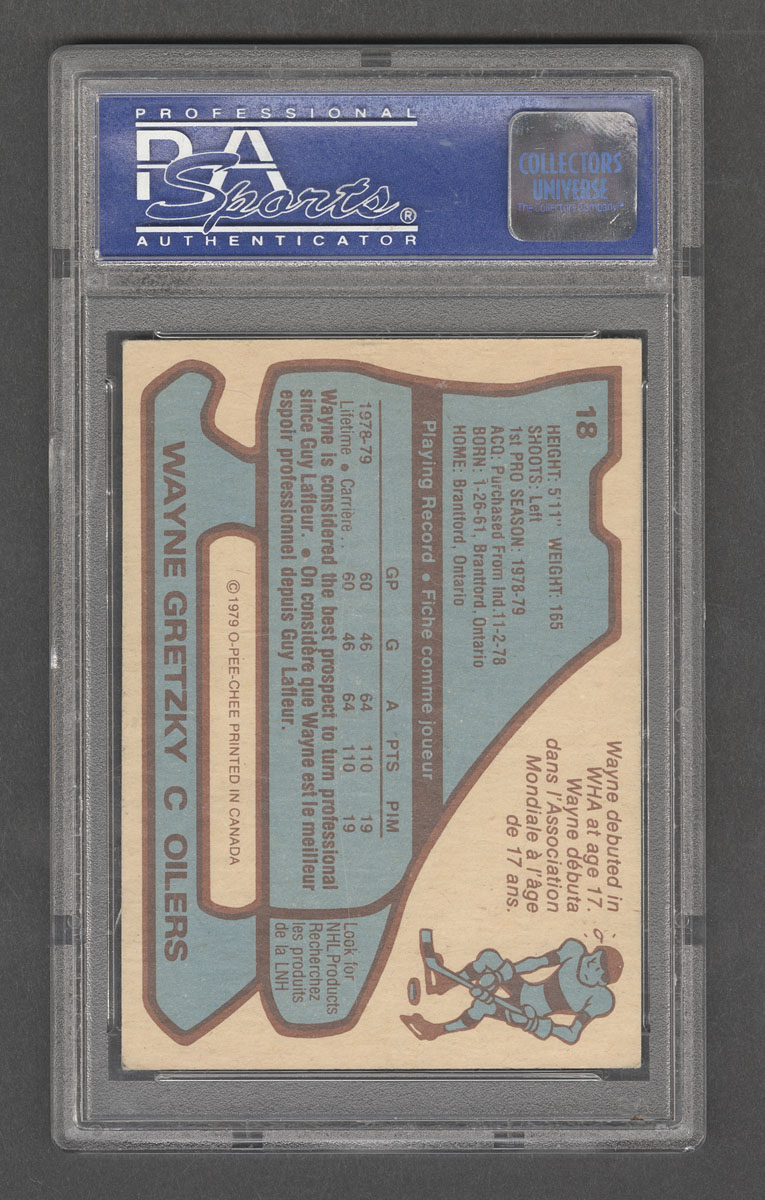 PROFESSIONAL
PSA
Sports®
AUTHENTICATOR
COLLECTORS
UNIVERSE
The Collectors Company™
18
HEIGHT: 5'11" WEIGHT: 165
SHOOTS: Left
1st PRO SEASON: 1978-79
ACQ: Purchased From Ind.11-2-78
BORN: 1-26-61, Brantford, Ontario
HOME: Brantford, Ontario
Wayne debuted in
WHA at age 17.
Wayne débuta
dans l'Association
Mondiale à l'âge
de 17 ans.
Playing Record • Fiche comme joueur
GP G A PTS PIM
1978-79 60 46 64 110 19
Lifetime • Carrière .. 60 46 64 110 19
Wayne is considered the best prospect to turn professional
since Guy Lafleur. • On considère que Wayne est le meilleur
espoir professionnel depuis Guy Lafleur.
Look for
NHL Products
Recherchez
les produits
de la LNH
© 1979 O-PEE-CHEE PRINTED IN CANADA
WAYNE GRETZKY C OILERS